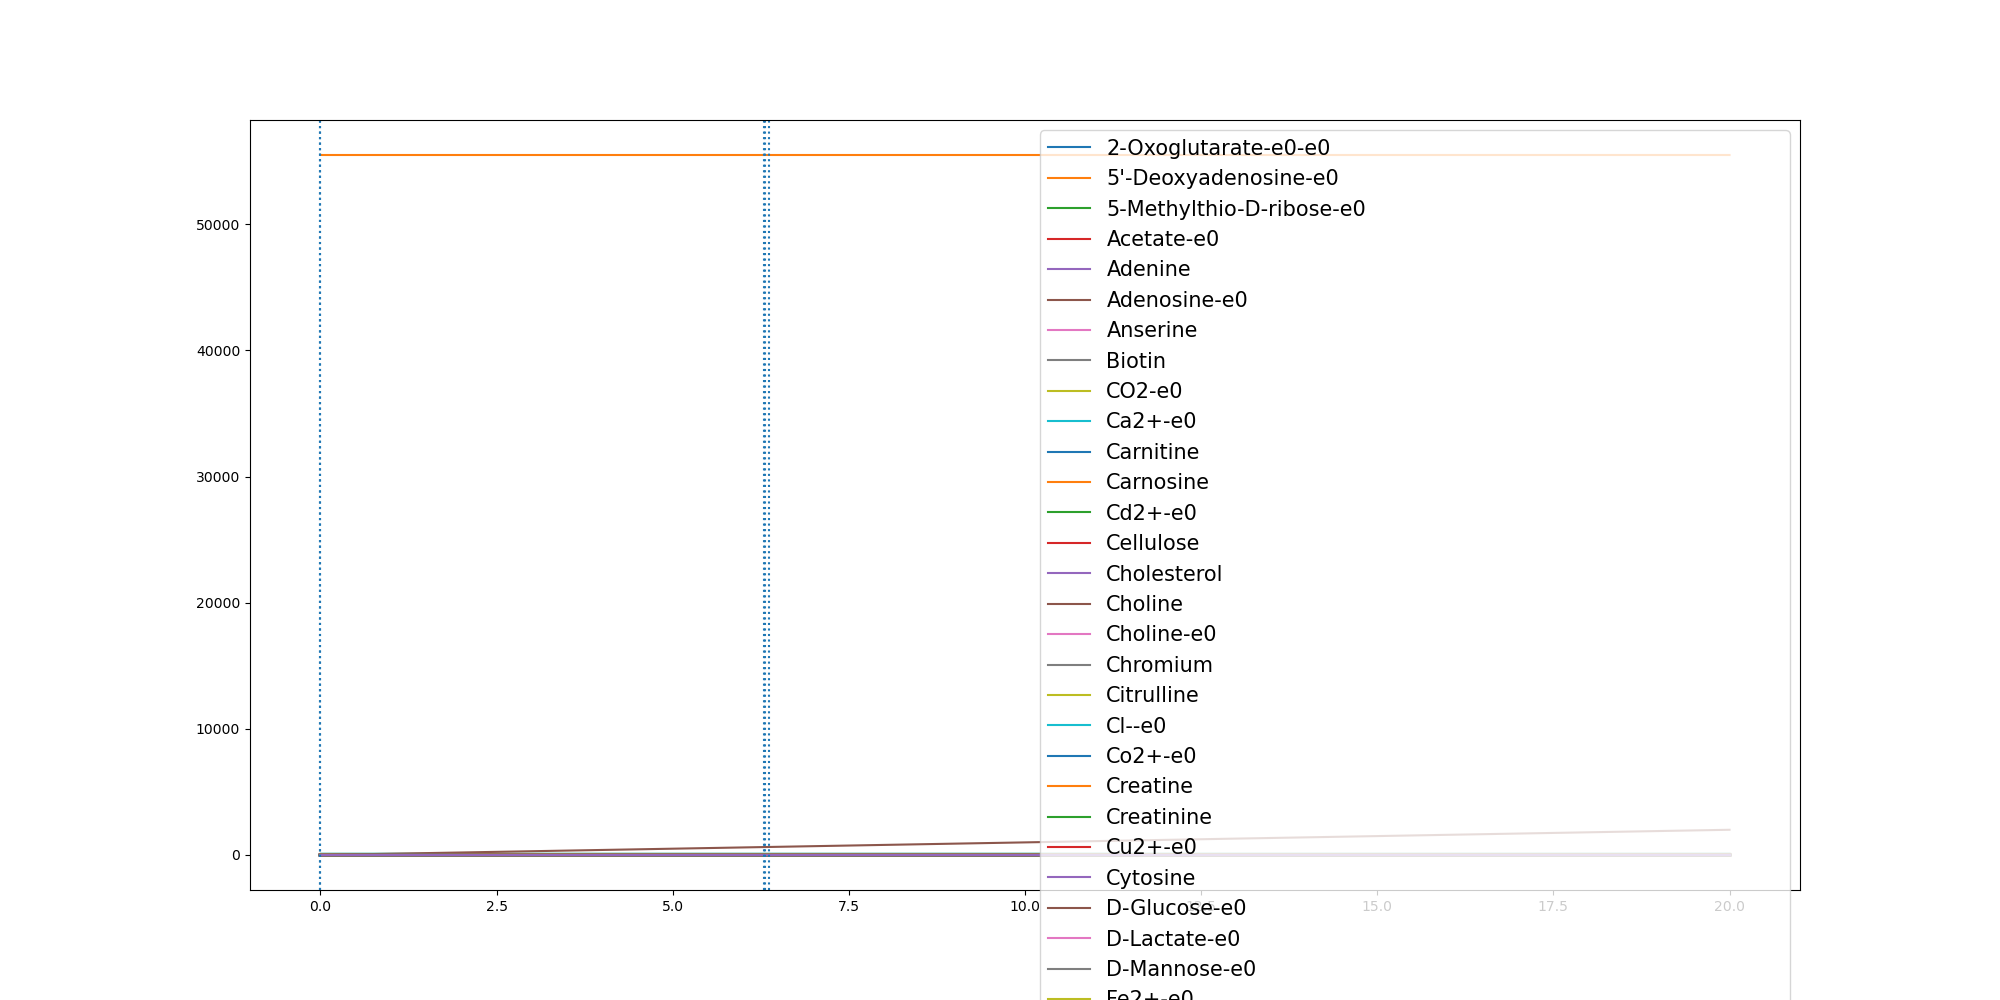 50000
40000
30000
20000
10000
0
0.0 2.5 5.0 7.5 10.0 15.0 17.5 20.0
2-Oxoglutarate-e0-e0
5'-Deoxyadenosine-e0
5-Methylthio-D-ribose-e0
Acetate-e0
Adenine
Adenosine-e0
Anserine
Biotin
CO2-e0
Ca2+-e0
Carnitine
Carnosine
Cd2+-e0
Cellulose
Cholesterol
Choline
Choline-e0
Chromium
Citrulline
Cl--e0
Co2+-e0
Creatine
Creatinine
Cu2+-e0
Cytosine
D-Glucose-e0
D-Lactate-e0
D-Mannose-e0
Fe2+-e0